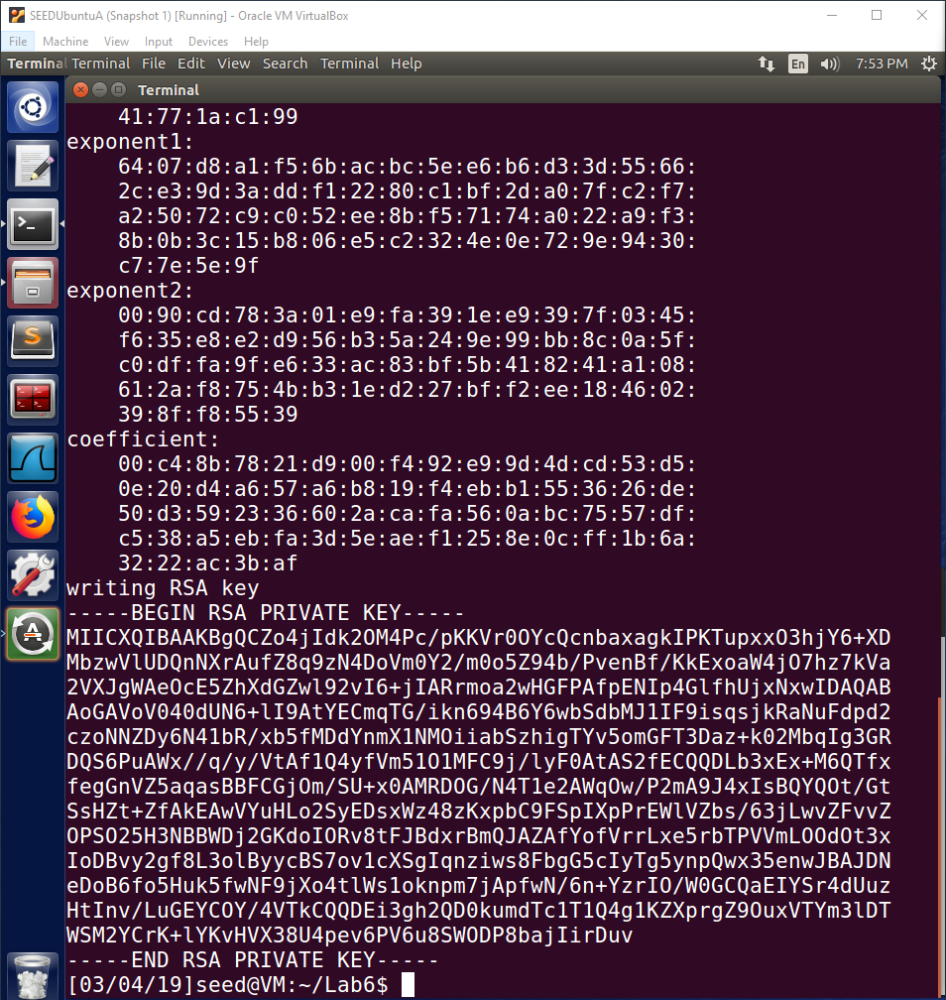 SEEDUbuntuA (Snapshot 1) [Running] - Oracle VM VirtualBox
File Machine View Input Devices Help
Terminal Terminal File Edit View Search Terminal Help En 7:53 PM
Terminal
41:77:1a:c1:99
exponent1:
64:07:d8:a1:f5:6b:ac:bc:5e:e6:b6:d3:3d:55:66:
2c:e3:9d:3a:dd:f1:22:80:c1:bf:2d:a0:7f:c2:f7:
a2:50:72:c9:c0:52:ee:8b:f5:71:74:a0:22:a9:f3:
8b:0b:3c:15:b8:06:e5:c2:32:4e:0e:72:9e:94:30:
c7:7e:5e:9f
exponent2:
00:90:cd:78:3a:01:e9:fa:39:1e:e9:39:7f:03:45:
f6:35:e8:e2:d9:56:b3:5a:24:9e:99:bb:8c:0a:5f:
c0:df:fa:9f:e6:33:ac:83:bf:5b:41:82:41:a1:08:
61:2a:f8:75:4b:b3:1e:d2:27:bf:f2:ee:18:46:02:
39:8f:f8:55:39
coefficient:
00:c4:8b:78:21:d9:00:f4:92:e9:9d:4d:cd:53:d5:
0e:20:d4:a6:57:a6:b8:19:f4:eb:b1:55:36:26:de:
50:d3:59:23:36:60:2a:ca:fa:56:0a:bc:75:57:df:
c5:38:a5:eb:fa:3d:5e:ae:f1:25:8e:0c:ff:1b:6a:
32:22:ac:3b:af
writing RSA key
-----BEGIN RSA PRIVATE KEY-----
MIICXQIBAAKBgQCZo4jIdk2OM4Pc/pKKVr0OYcQcnbaxagkIPKTupxxO3hjY6+XD
MbzwVlUDQnNXrAufZ8q9zN4DoVm0Y2/m0o5Z94b/PvenBf/KkExoaW4jO7hz7kVa
2VXJgWAeOcE5ZhXdGZwl92vI6+jIARrmoa2wHGFPAfpENIp4GlfhUjxNxwIDAQAB
AoGAVoV040dUN6+lI9AtYECmqTG/ikn694B6Y6wbSdbMJ1IF9isqsjkRaNuFdpd2
czoNNZDy6N41bR/xb5fMDdYnmX1NMOiiabSzhigTYv5omGFT3Daz+k02MbqIg3GR
DQS6PuAWx//q/y/VtAf1Q4yfVm51O1MFC9j/lyF0AtAS2fECQQDLb3xEx+M6QTfx
fegGnVZ5aqasBBFCGjOm/SU+x0AMRDOG/N4T1e2AWqOw/P2mA9J4xIsBQYQOt/Gt
SsHZt+ZfAkEAwVYuHLo2SyEDsxWz48zKxpbC9FSpIXpPrEWlVZbs/63jLwvZFvvZ
OPSO25H3NBBWDj2GKdoIORv8tFJBdxrBmQJAZAfYofVrrLxe5rbTPVVmLOOdOt3x
IoDBvy2gf8L3olByycBS7ov1cXSgIqnziws8FbgG5cIyTg5ynpQwx35enwJBAJDN
eDoB6fo5Huk5fwNF9jXo4tlWs1oknpm7jApfwN/6n+YzrIO/W0GCQaEIYSr4dUuz
HtInv/LuGEYCOY/4VTkCQQDEi3gh2QD0kumdTc1T1Q4g1KZXprgZ9OuxVTYm3lDT
WSM2YCrK+lYKvHVX38U4pev6PV6u8SWODP8bajIirDuv
-----END RSA PRIVATE KEY-----
[03/04/19]seed@VM:~/Lab6$